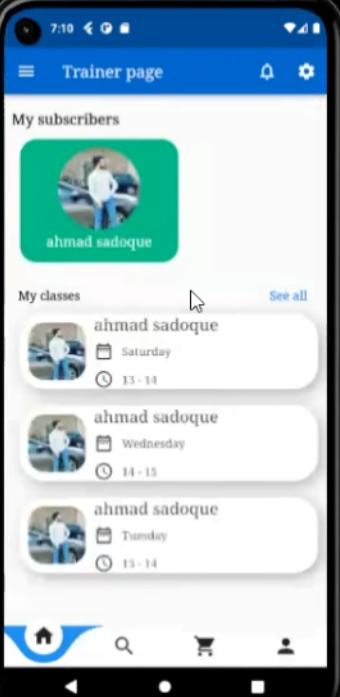 7:10
Trainer page
My subscribers
ahmad sadoque
My classes See all
ahmad sadoque
Saturday
13 - 14
ahmad sadoque
Wednesday
14 - 15
ahmad sadoque
Tuesday
13 - 14